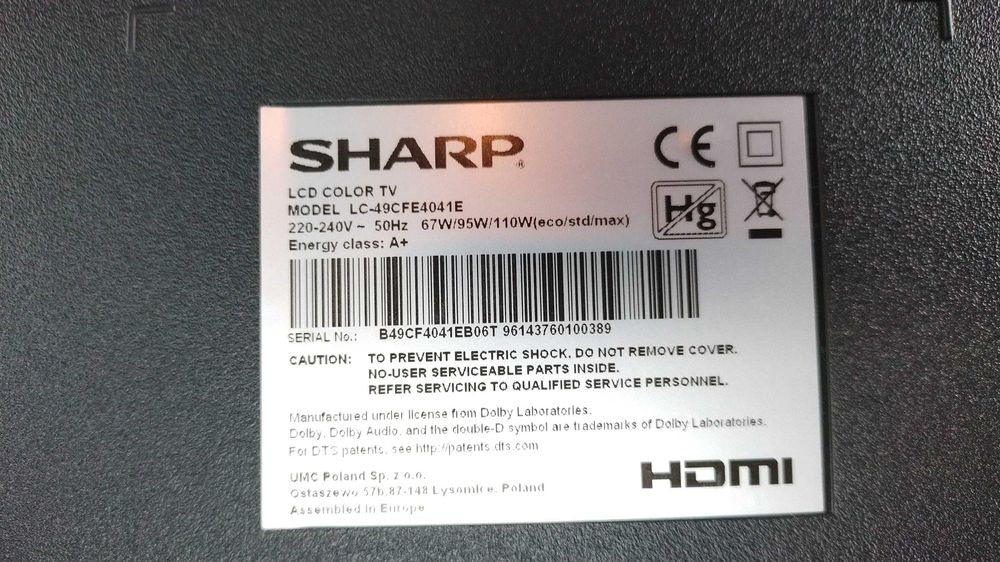 SHARP®
LCD COLOR TV
MODEL LC-49CFE4041E
220-240V ~ 50Hz 67W/95W/110W(eco/std/max)
Energy class: A+
CE
Hg
SERIAL No.: B49CF4041EB06T 96143760100389
CAUTION: TO PREVENT ELECTRIC SHOCK, DO NOT REMOVE COVER.
NO-USER SERVICEABLE PARTS INSIDE.
REFER SERVICING TO QUALIFIED SERVICE PERSONNEL.
Manufactured under license from Dolby Laboratories.
Dolby, Dolby Audio, and the double-D symbol are trademarks of Dolby Laboratories.
For DTS patents, see http://patents.dts.com
UMC Poland Sp. z o.o.
Ostaszewo 57b,87-148 Lysomice, Poland
Assembled in Europe
HDMI